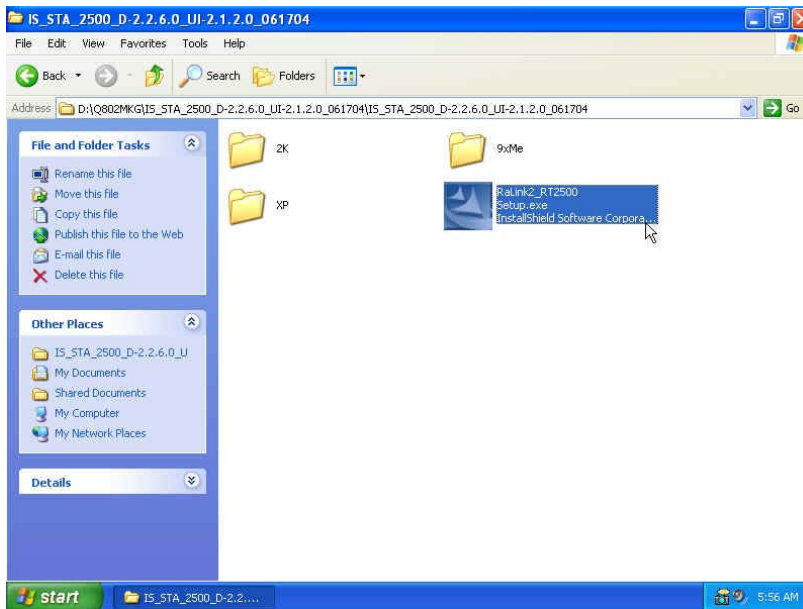 IS_STA_2500_D-2.2.6.0_UI-2.1.2.0_061704
File Edit View Favorites Tools Help
Back Search Folders
Address D:\Q802MKG\IS_STA_2500_D-2.2.6.0_UI-2.1.2.0_061704\IS_STA_2500_D-2.2.6.0_UI-2.1.2.0_061704 Go
File and Folder Tasks
Rename this file
Move this file
Copy this file
Publish this file to the Web
E-mail this file
Delete this file
Other Places
IS_STA_2500_D-2.2.6.0_U
My Documents
Shared Documents
My Computer
My Network Places
Details
2K
9xMe
XP
RaLink2_RT2500
Setup.exe
InstallShield Software Corpora...
start IS_STA_2500_D-2.2.... 5:56 AM